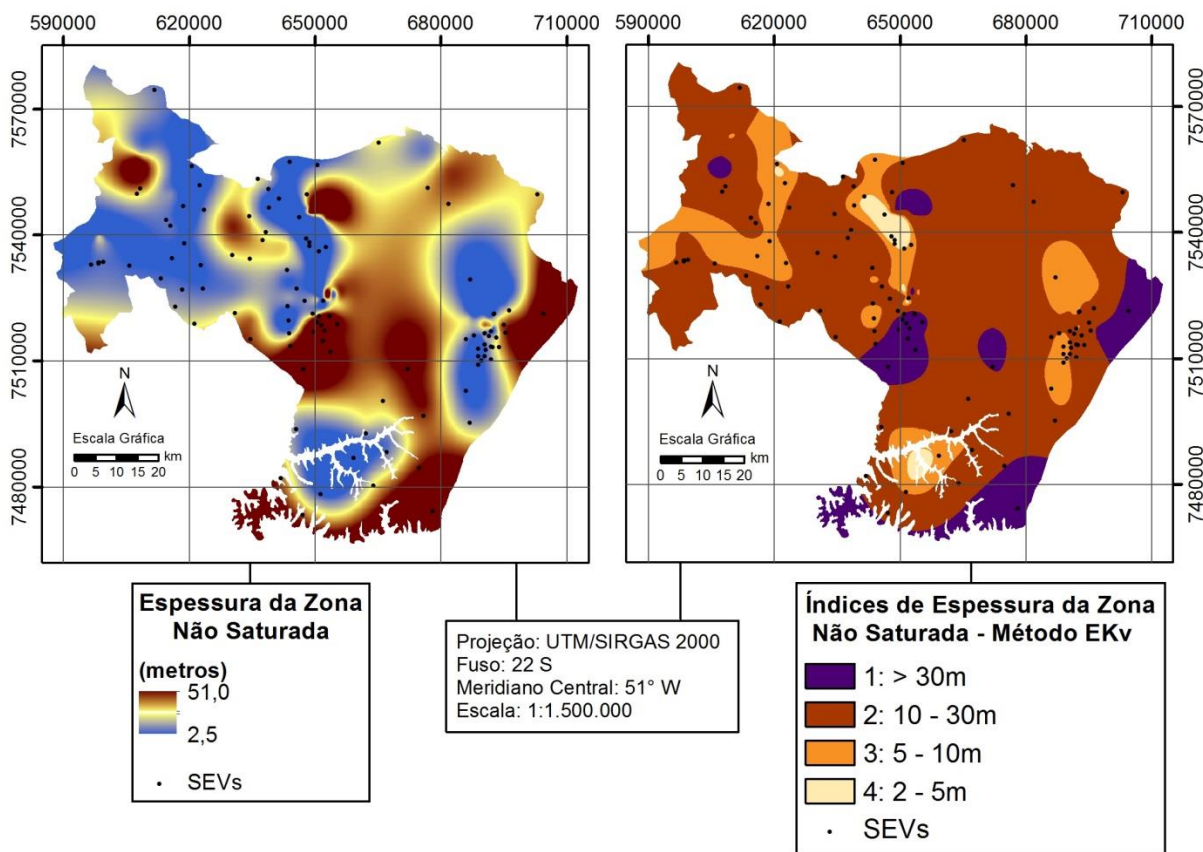 590000 620000 650000 680000 710000
590000 620000 650000 680000 710000
7570000
7540000
7510000
7480000
7570000
7540000
7510000
7480000
N
Escala Gráfica
km
0 5 10 15 20
N
Escala Gráfica
km
0 5 10 15 20
Espessura da Zona
Não Saturada
(metros)
51,0
2,5
SEVs
Projeção: UTM/SIRGAS 2000
Fuso: 22 S
Meridiano Central: 51° W
Escala: 1:1.500.000
Índices de Espessura da Zona
Não Saturada - Método EKv
1: > 30m
2: 10 - 30m
3: 5 - 10m
4: 2 - 5m
SEVs